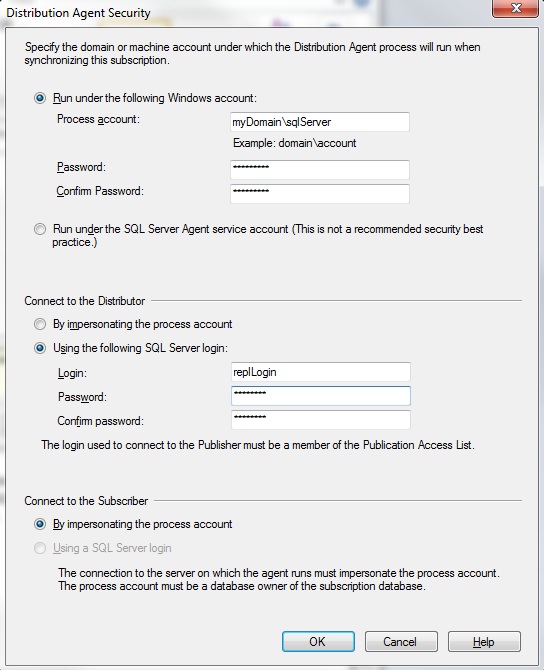 Distribution Agent Security
Specify the domain or machine account under which the Distribution Agent process will run when
synchronizing this subscription.
Run under the following Windows account:
Process account:
myDomain\sqlServer
Example: domain\account
Password:
*********
Confirm Password:
*********
Run under the SQL Server Agent service account (This is not a recommended security best
practice.)
Connect to the Distributor
By impersonating the process account
Using the following SQL Server login:
Login:
replLogin
Password:
********
Confirm password:
********
The login used to connect to the Publisher must be a member of the Publication Access List.
Connect to the Subscriber
By impersonating the process account
Using a SQL Server login
The connection to the server on which the agent runs must impersonate the process account.
The process account must be a database owner of the subscription database.
OK
Cancel
Help